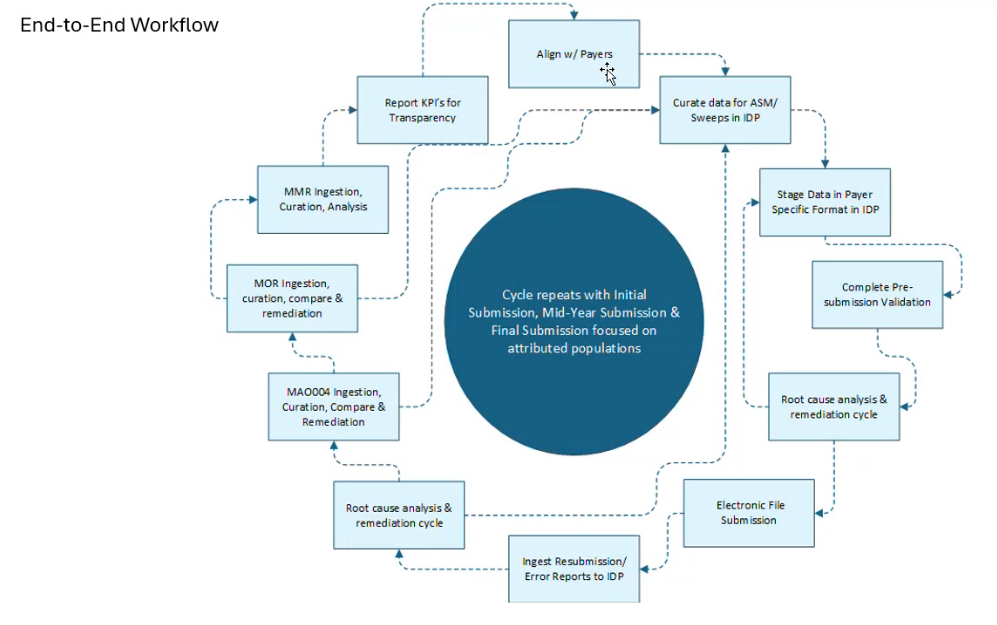 End-to-End Workflow
Align w/ Payers
Curate data for ASM/
Sweeps in IDP
Stage Data in Payer
Specific Format in IDP
Complete Pre-
submission Validation
Root cause analysis &
remediation cycle
Electronic File
Submission
Ingest Resubmission/
Error Reports to IDP
Root cause analysis &
remediation cycle
MAO004 Ingestion,
Curation, Compare &
Remediation
MOR Ingestion,
curation, compare &
remediation
MMR Ingestion,
Curation, Analysis
Report KPI's for
Transparency
Cycle repeats with Initial
Submission, Mid-Year Submission &
Final Submission focused on
attributed populations